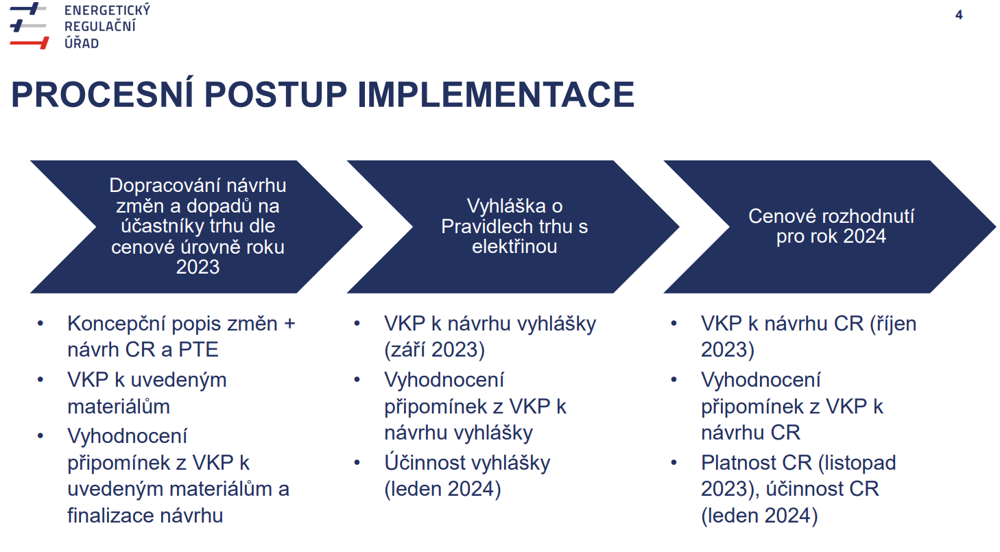 ENERGETICKÝ
REGULAČNÍ
ÚŘAD
4
PROCESNÍ POSTUP IMPLEMENTACE
Dopracování návrhu
změn a dopadů na
účastníky trhu dle
cenové úrovně roku
2023
Vyhláška o
Pravidlech trhu s
elektřinou
Cenové rozhodnutí
pro rok 2024
• Koncepční popis změn +
návrh CR a PTE
• VKP k uvedeným
materiálům
• Vyhodnocení
připomínek z VKP k
uvedeným materiálům a
finalizace návrhu
• VKP k návrhu vyhlášky
(září 2023)
• Vyhodnocení
připomínek z VKP k
návrhu vyhlášky
• Účinnost vyhlášky
(leden 2024)
• VKP k návrhu CR (říjen
2023)
• Vyhodnocení
připomínek z VKP k
návrhu CR
• Platnost CR (listopad
2023), účinnost CR
(leden 2024)